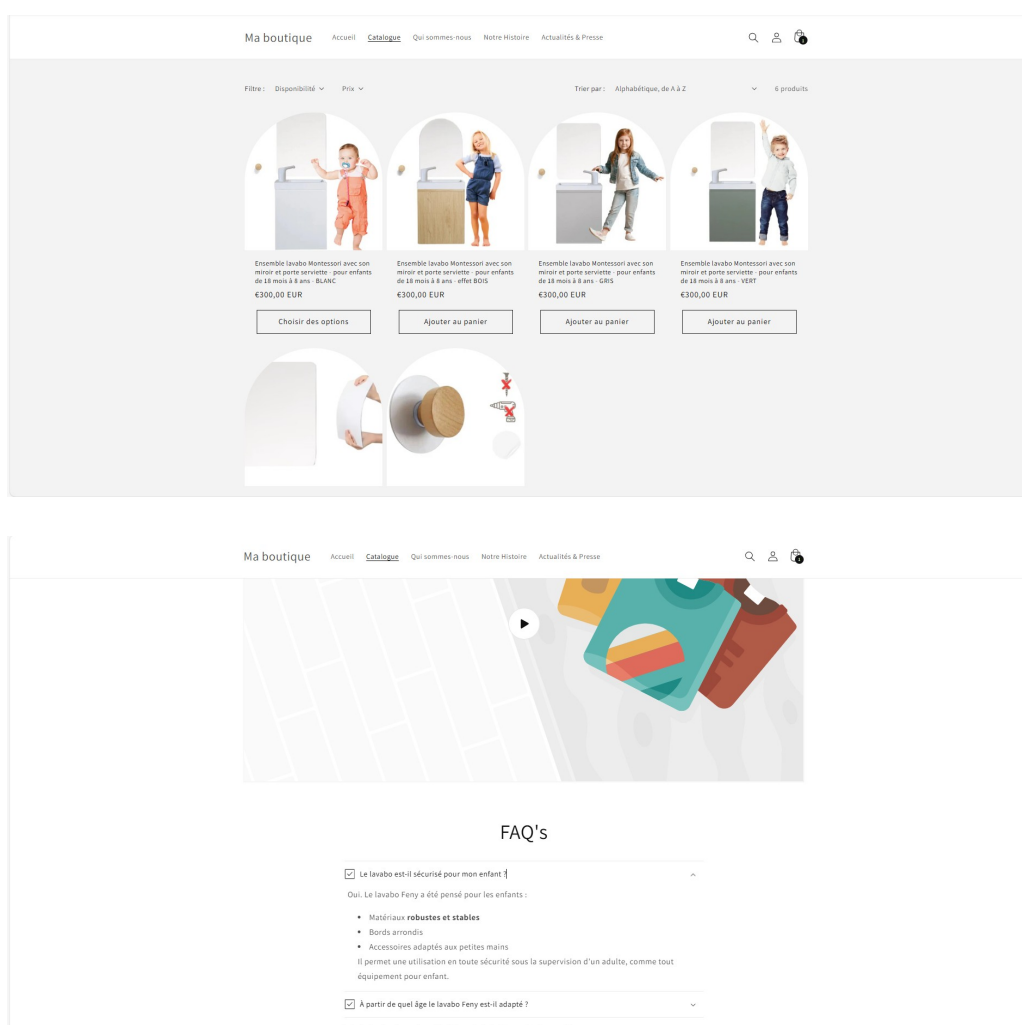 Ma boutique Accueil Catalogue Qui sommes-nous Notre Histoire Actualités & Presse 1
Filtre : Disponibilité Prix Trier par : Alphabétique, de A à Z 6 produits
Ensemble lavabo Montessori avec son
miroir et porte serviette - pour enfants
de 18 mois à 8 ans - BLANC
€300,00 EUR
Choisir des options
Ensemble lavabo Montessori avec son
miroir et porte serviette - pour enfants
de 18 mois à 8 ans - effet BOIS
€300,00 EUR
Ajouter au panier
Ensemble lavabo Montessori avec son
miroir et porte serviette - pour enfants
de 18 mois à 8 ans - GRIS
€300,00 EUR
Ajouter au panier
Ensemble lavabo Montessori avec son
miroir et porte serviette - pour enfants
de 18 mois à 8 ans - VERT
€300,00 EUR
Ajouter au panier
Ma boutique Accueil Catalogue Qui sommes-nous Notre Histoire Actualités & Presse 1
FAQ's
Le lavabo est-il sécurisé pour mon enfant ?
Oui. Le lavabo Feny a été pensé pour les enfants :
• Matériaux robustes et stables
• Bords arrondis
• Accessoires adaptés aux petites mains
Il permet une utilisation en toute sécurité sous la supervision d'un adulte, comme tout
équipement pour enfant.
À partir de quel âge le lavabo Feny est-il adapté ?